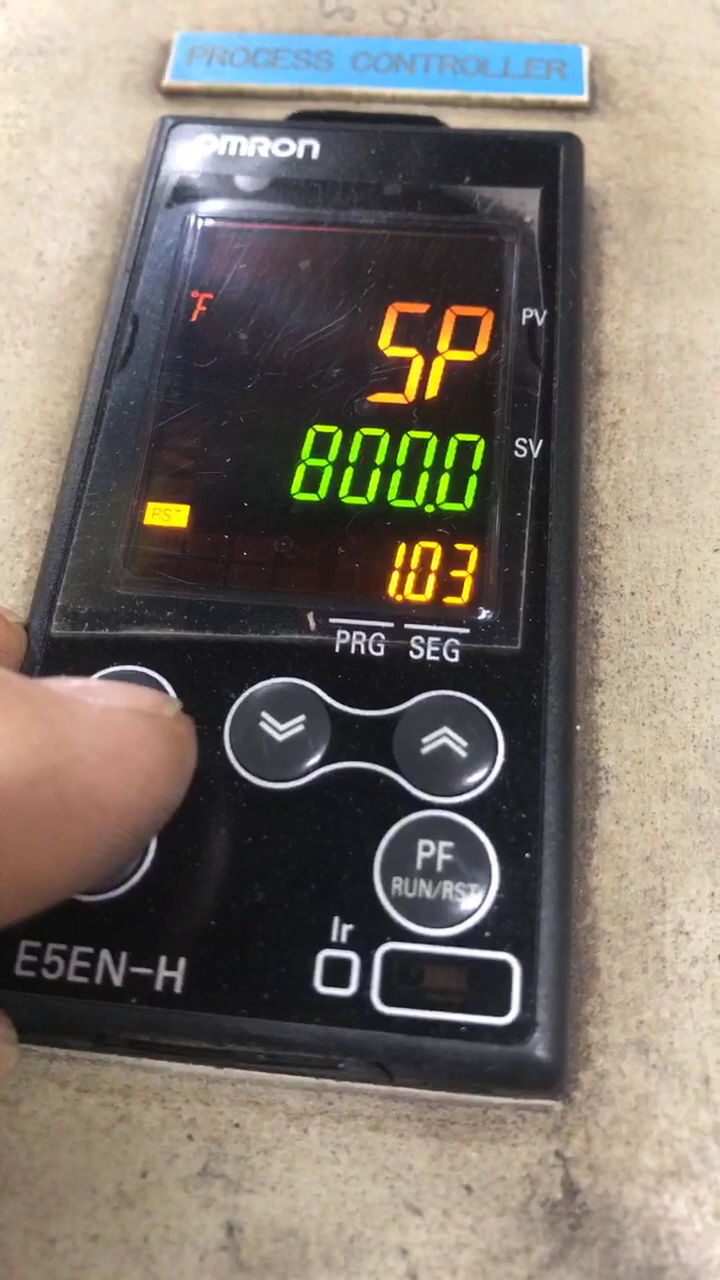 PROCESS CONTROLLER
OMRON
°F
SP PV
800.0 SV
RST
1.03
PRG SEG
PF
RUN/RST
Ir
E5EN-H